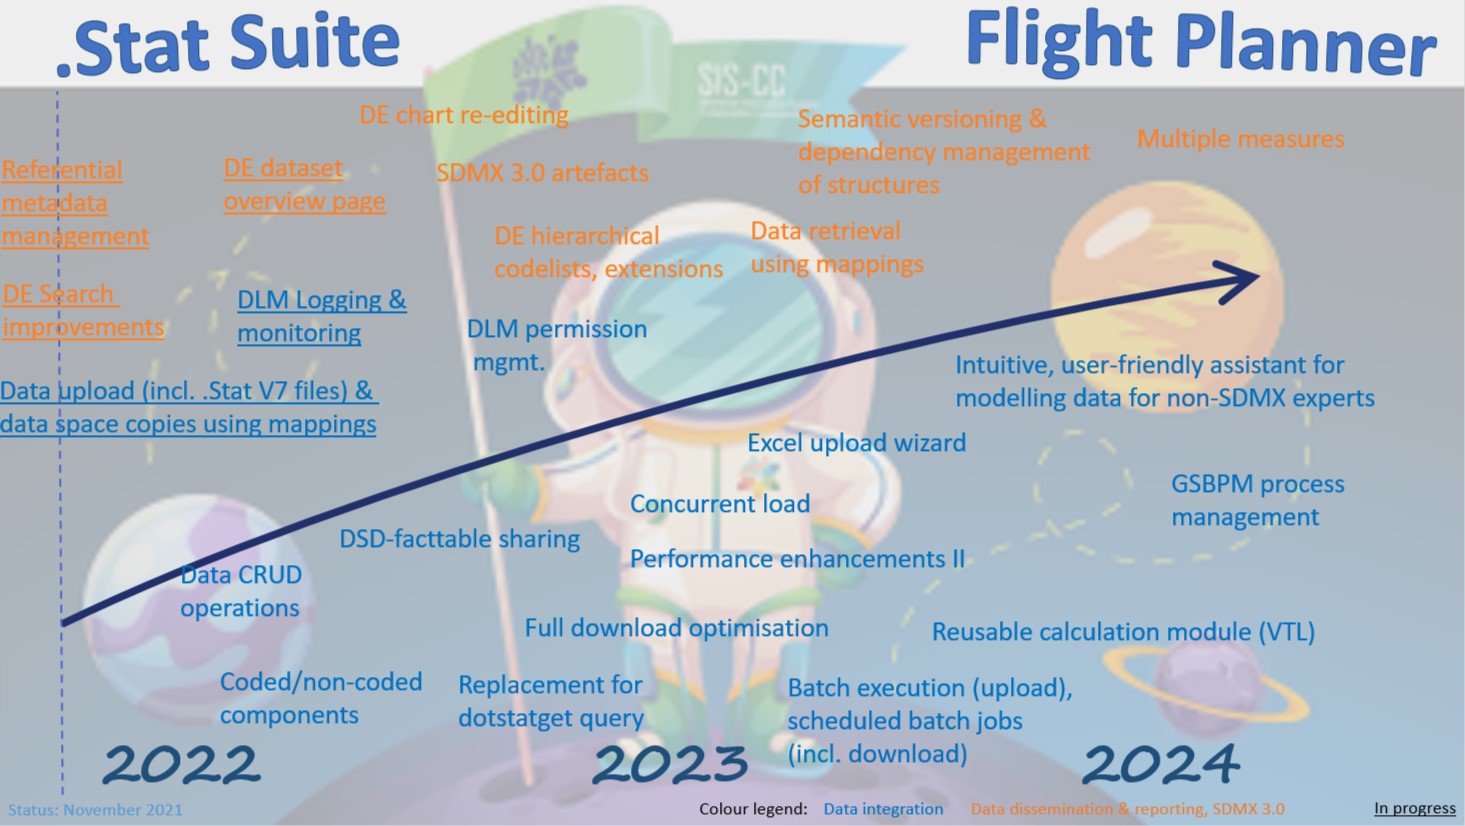 .Stat Suite
Flight Planner
SIS-CC
DE chart re-editing
Semantic versioning &
dependency management
of structures
Multiple measures
Referential
metadata
management
DE dataset
overview page
SDMX 3.0 artefacts
DE hierarchical
codelists, extensions
Data retrieval
using mappings
DE Search
improvements
DLM Logging &
monitoring
DLM permission
mgmt.
Intuitive, user-friendly assistant for
modelling data for non-SDMX experts
Data upload (incl. .Stat V7 files) &
data space copies using mappings
Excel upload wizard
GSBPM process
management
Concurrent load
DSD-facttable sharing
Performance enhancements II
Data CRUD
operations
Full download optimisation
Reusable calculation module (VTL)
Coded/non-coded
components
Replacement for
dotstatget query
Batch execution (upload),
scheduled batch jobs
(incl. download)
2022
2023
2024
Status: November 2021
Colour legend: Data integration Data dissemination & reporting, SDMX 3.0 In progress